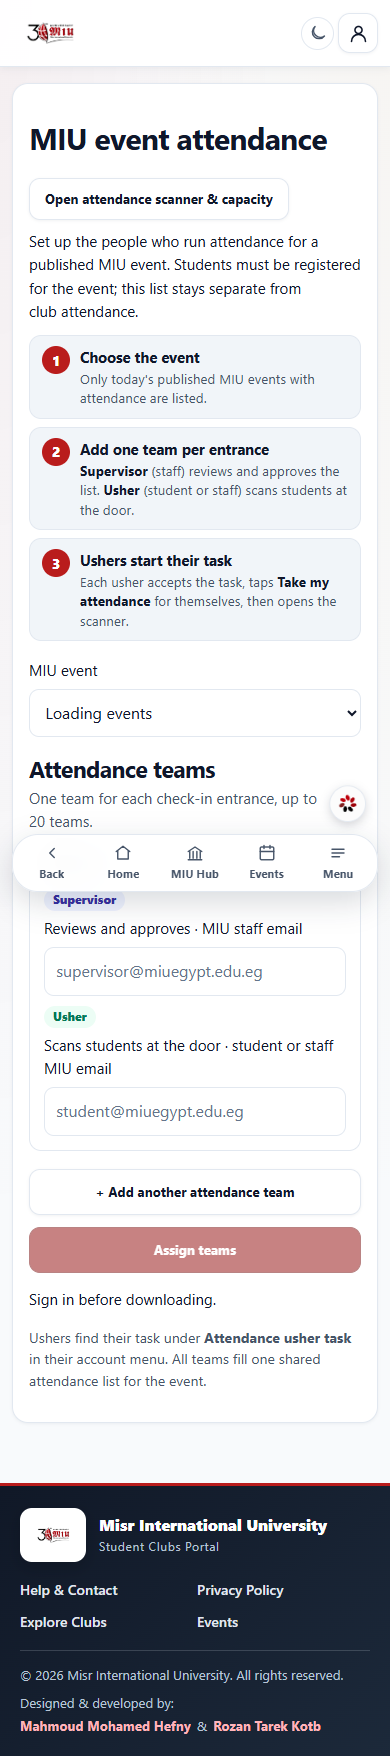 MIU
MIU event attendance
Open attendance scanner & capacity
Set up the people who run attendance for a
published MIU event. Students must be registered
for the event; this list stays separate from
club attendance.
1 Choose the event
Only today's published MIU events with
attendance are listed.
2 Add one team per entrance
Supervisor (staff) reviews and approves the
list. Usher (student or staff) scans students at
the door.
3 Ushers start their task
Each usher accepts the task, taps Take my
attendance for themselves, then opens the
scanner.
MIU event
Loading events
Attendance teams
One team for each check-in entrance, up to
20 teams.
Back Home MIU Hub Events Menu
Supervisor
Reviews and approves · MIU staff email
supervisor@miuegypt.edu.eg
Usher
Scans students at the door · student or staff
MIU email
student@miuegypt.edu.eg
+ Add another attendance team
Assign teams
Sign in before downloading.
Ushers find their task under Attendance usher task
in their account menu. All teams fill one shared
attendance list for the event.
MIU
Misr International University
Student Clubs Portal
Help & Contact Privacy Policy
Explore Clubs Events
© 2026 Misr International University. All rights reserved.
Designed & developed by:
Mahmoud Mohamed Hefny & Rozan Tarek Kotb